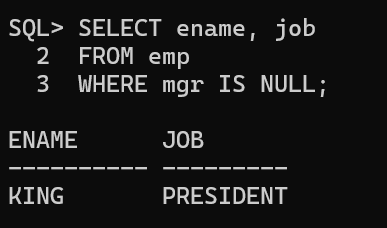 SQL> SELECT ename, job
  2  FROM emp
  3  WHERE mgr IS NULL;

ENAME      JOB
---------- ---------
KING       PRESIDENT